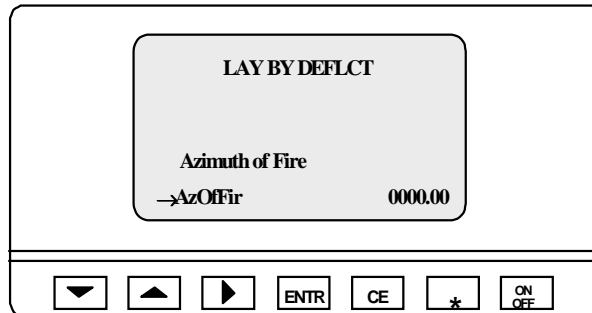 LAY BY DEFLCT
Azimuth of Fire
→AzOfFir 0000.00
ENTR CE * ON
OFF